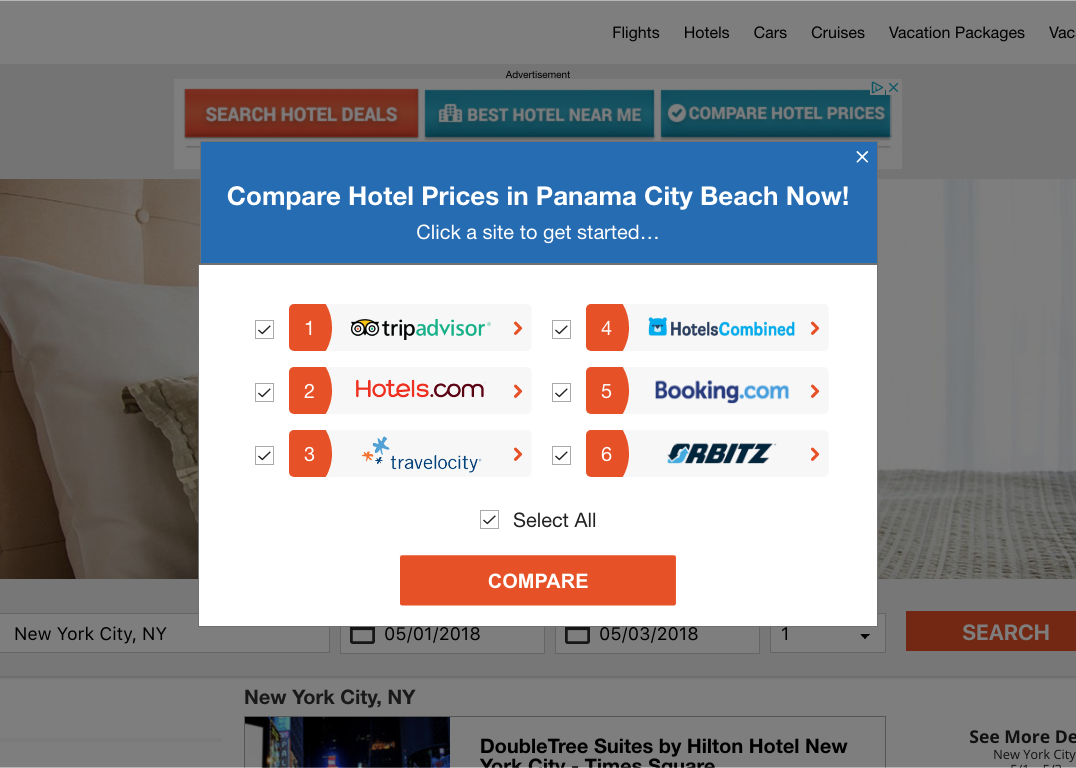 Flights Hotels Cars Cruises Vacation Packages Vac
Advertisement
SEARCH HOTEL DEALS BEST HOTEL NEAR ME COMPARE HOTEL PRICES
Compare Hotel Prices in Panama City Beach Now!
Click a site to get started...
1 tripadvisor
4 HotelsCombined
2 Hotels.com
5 Booking.com
3 travelocity
6 ORBITZ
Select All
COMPARE
New York City, NY 05/01/2018 05/03/2018 1 SEARCH
New York City, NY
DoubleTree Suites by Hilton Hotel New
York City - Times Square
See More De
New York City